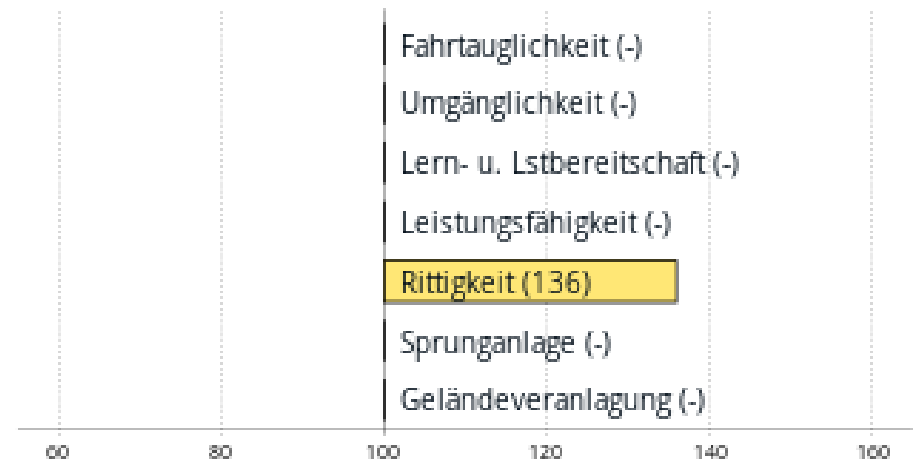 Fahrtauglichkeit (-)
Umgänglichkeit (-)
Lern- u. Lstbereitschaft (-)
Leistungsfähigkeit (-)
Rittigkeit (136)
Sprunganlage (-)
Geländeveranlagung (-)
60 80 100 120 140 160